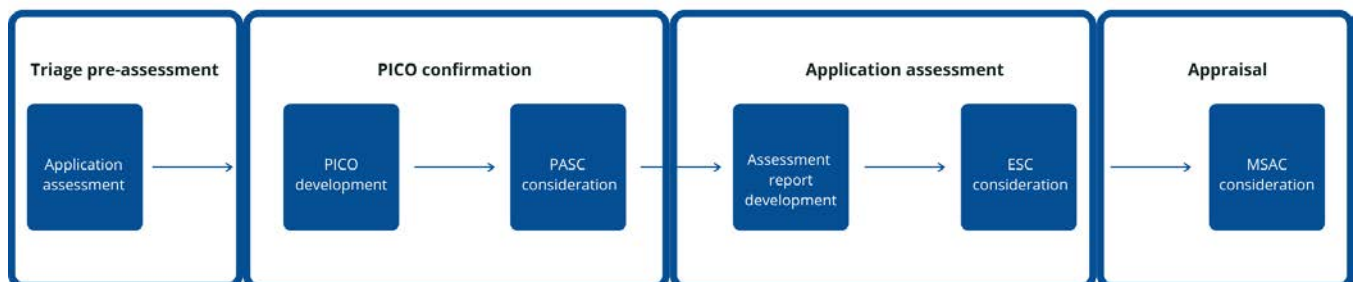 Triage pre-assessment
Application
assessment
PICO confirmation
PICO
development
PASC
consideration
Application assessment
Assessment
report
development
ESC
consideration
Appraisal
MSAC
consideration